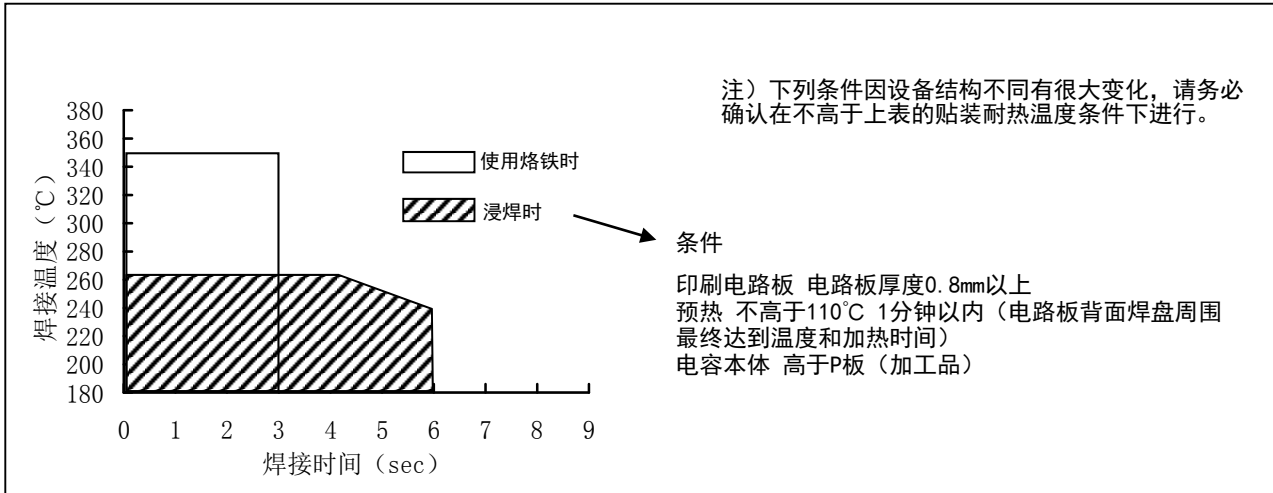 注）下列条件因设备结构不同有很大变化，请务必
确认在不高于上表的贴装耐热温度条件下进行。
380
360
340
320
300
280
260
240
220
200
180
焊接温度（℃）
0 1 2 3 4 5 6 7 8 9
焊接时间（sec）
使用烙铁时
浸焊时
条件
印刷电路板 电路板厚度0.8mm以上
预热 不高于110℃ 1分钟以内（电路板背面焊盘周围
最终达到温度和加热时间）
电容本体 高于P板（加工品）